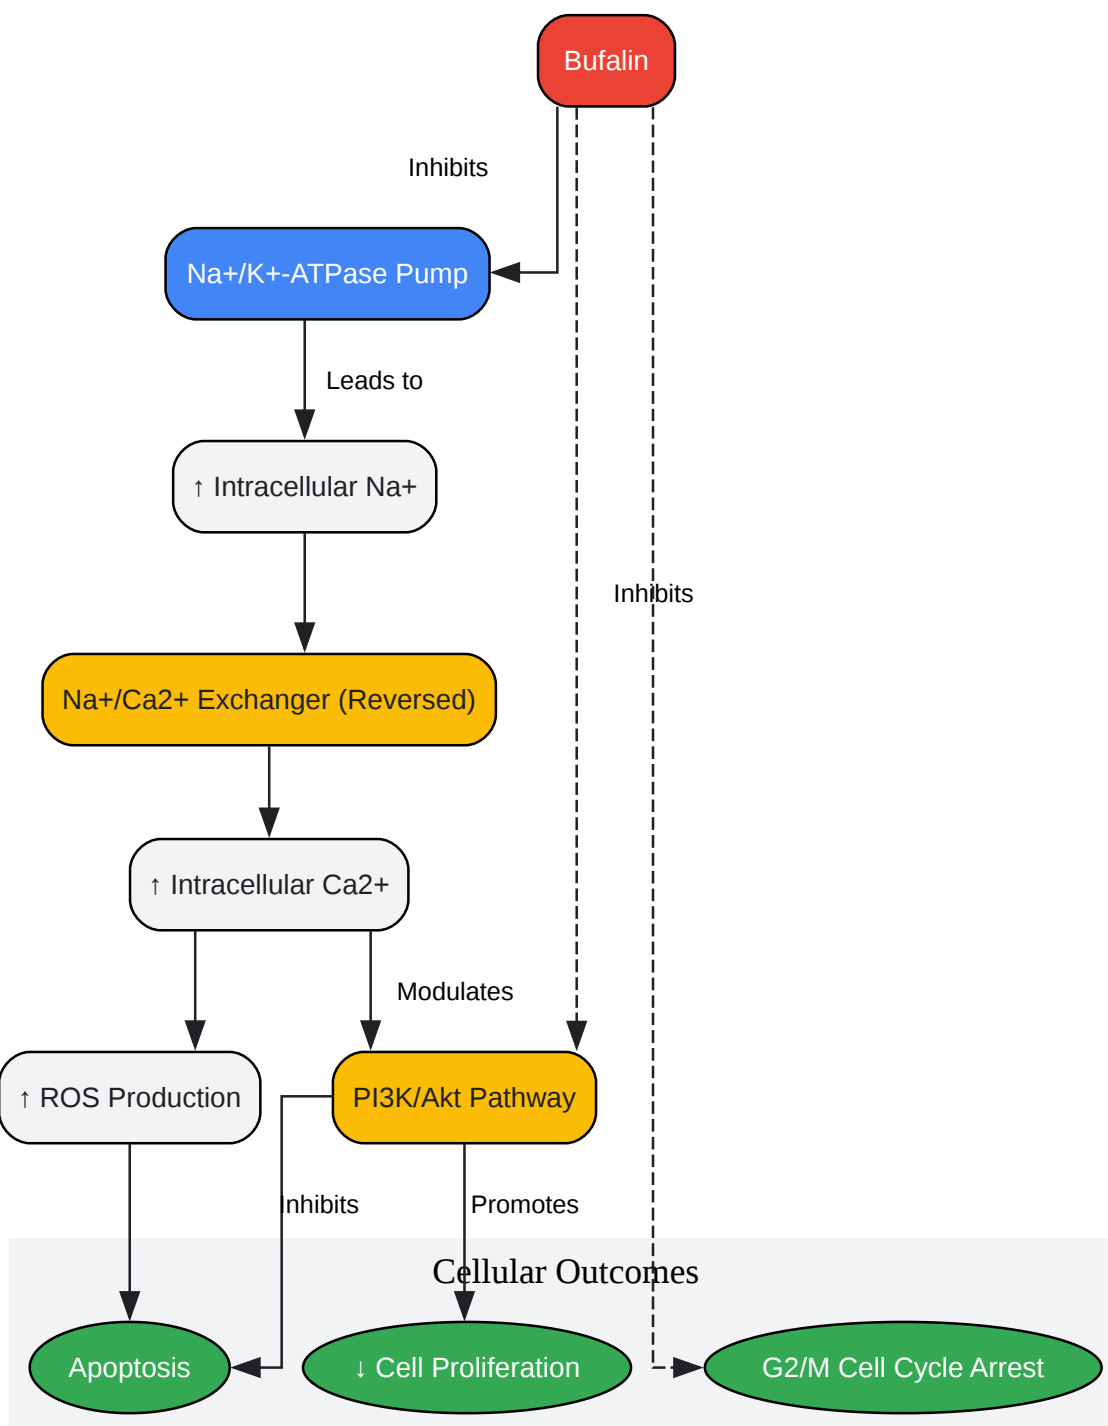 Bufalin
Inhibits
Na+/K+-ATPase Pump
Leads to
↑ Intracellular Na+
Inhibits
Na+/Ca2+ Exchanger (Reversed)
↑ Intracellular Ca2+
Modulates
↑ ROS Production
PI3K/Akt Pathway
Inhibits
Promotes
Cellular Outcomes
Apoptosis
↓ Cell Proliferation
G2/M Cell Cycle Arrest